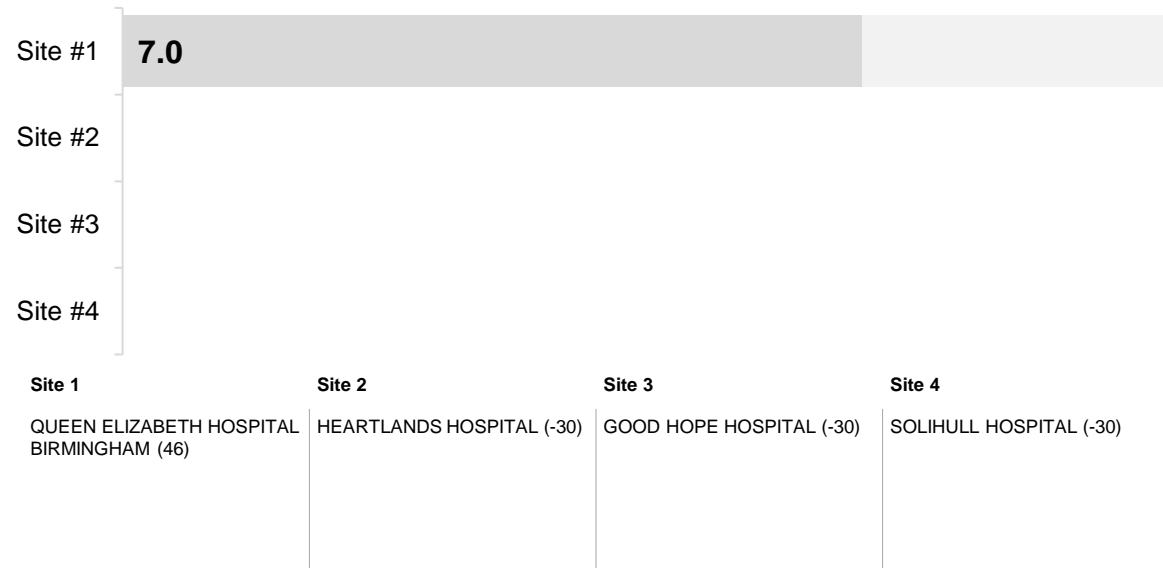 Site #1
7.0
Site #2
Site #3
Site #4
Site 1
Site 2
Site 3
Site 4
QUEEN ELIZABETH HOSPITAL
BIRMINGHAM (46)
HEARTLANDS HOSPITAL (-30)
GOOD HOPE HOSPITAL (-30)
SOLIHULL HOSPITAL (-30)